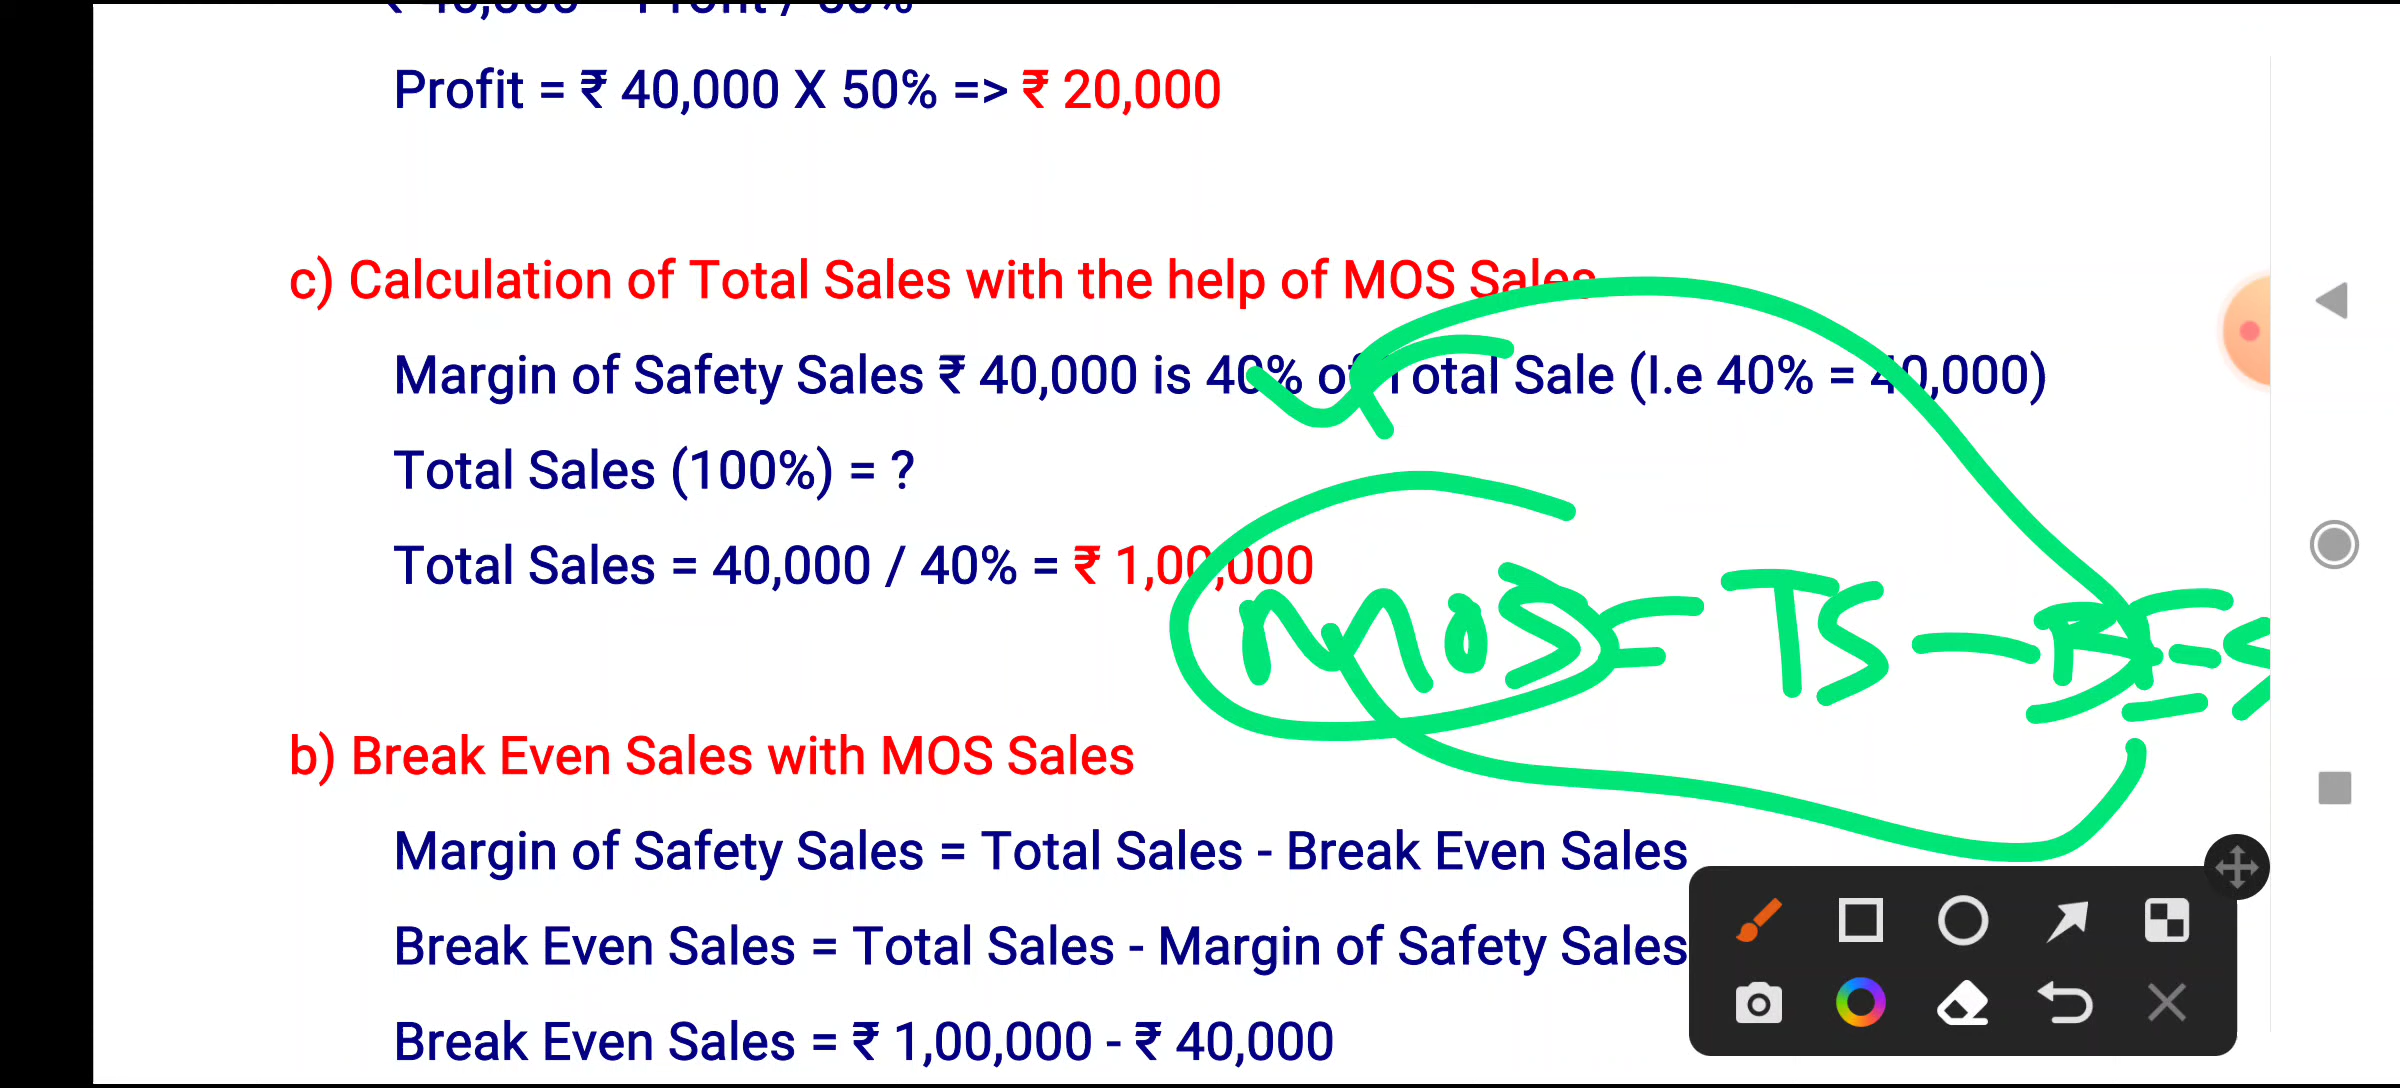 Profit = ₹ 40,000 X 50% => ₹ 20,000
c) Calculation of Total Sales with the help of MOS Sales
Margin of Safety Sales ₹ 40,000 is 40% of Total Sale (I.e 40% = 40,000)
Total Sales (100%) = ?
Total Sales = 40,000 / 40% = ₹ 1,00,000
MOS = TS - BES
b) Break Even Sales with MOS Sales
Margin of Safety Sales = Total Sales - Break Even Sales
Break Even Sales = Total Sales - Margin of Safety Sales
Break Even Sales = ₹ 1,00,000 - ₹ 40,000